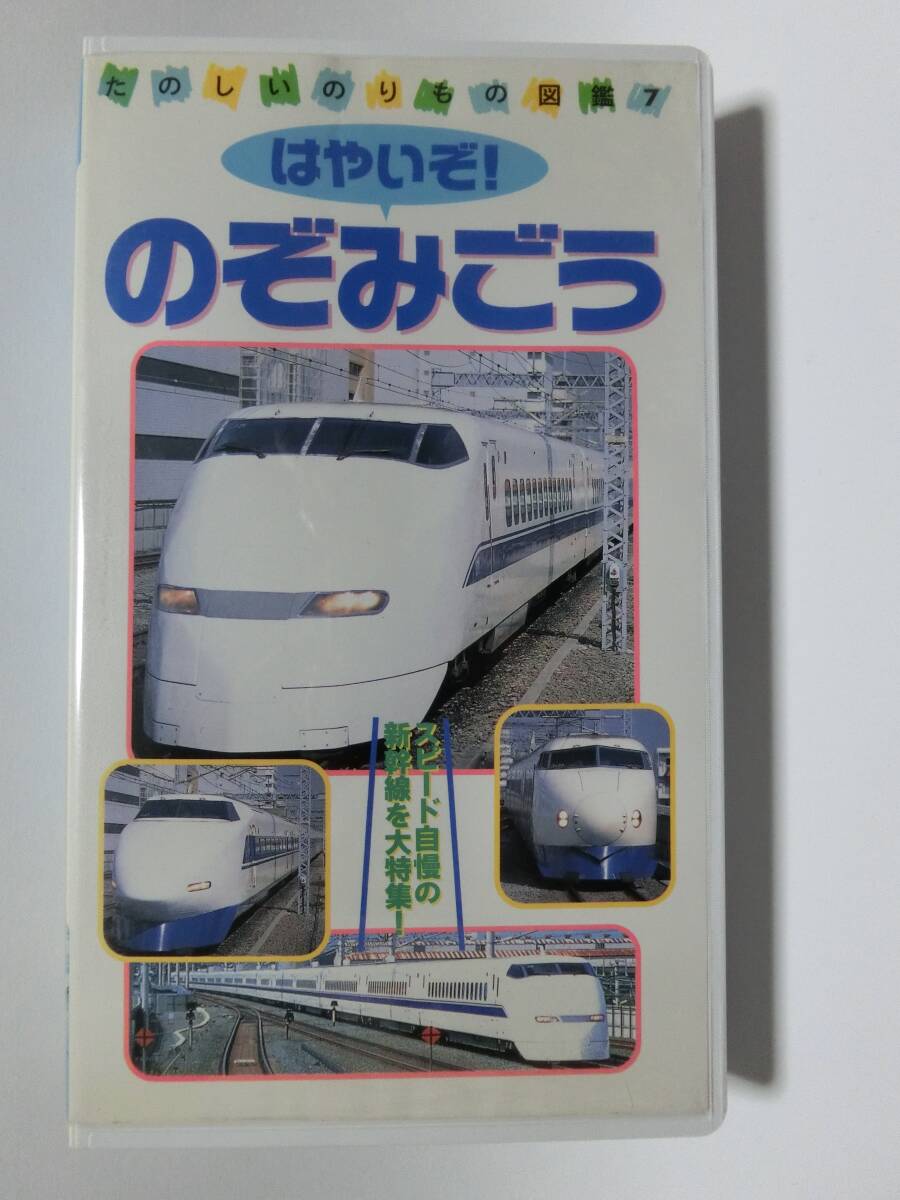 たのしいのりもの図鑑7
はやいぞ!
のぞみごう
スピード自慢の
新幹線を大特集!